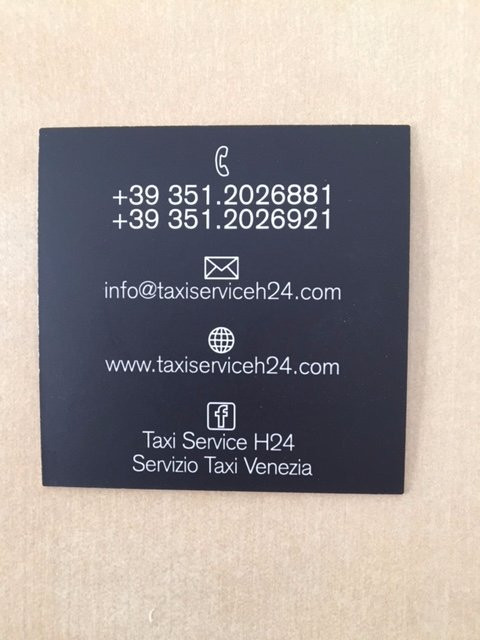 +39 351.2026881
+39 351.2026921
info@taxiserviceh24.com
www.taxiserviceh24.com
f
Taxi Service H24
Servizio Taxi Venezia